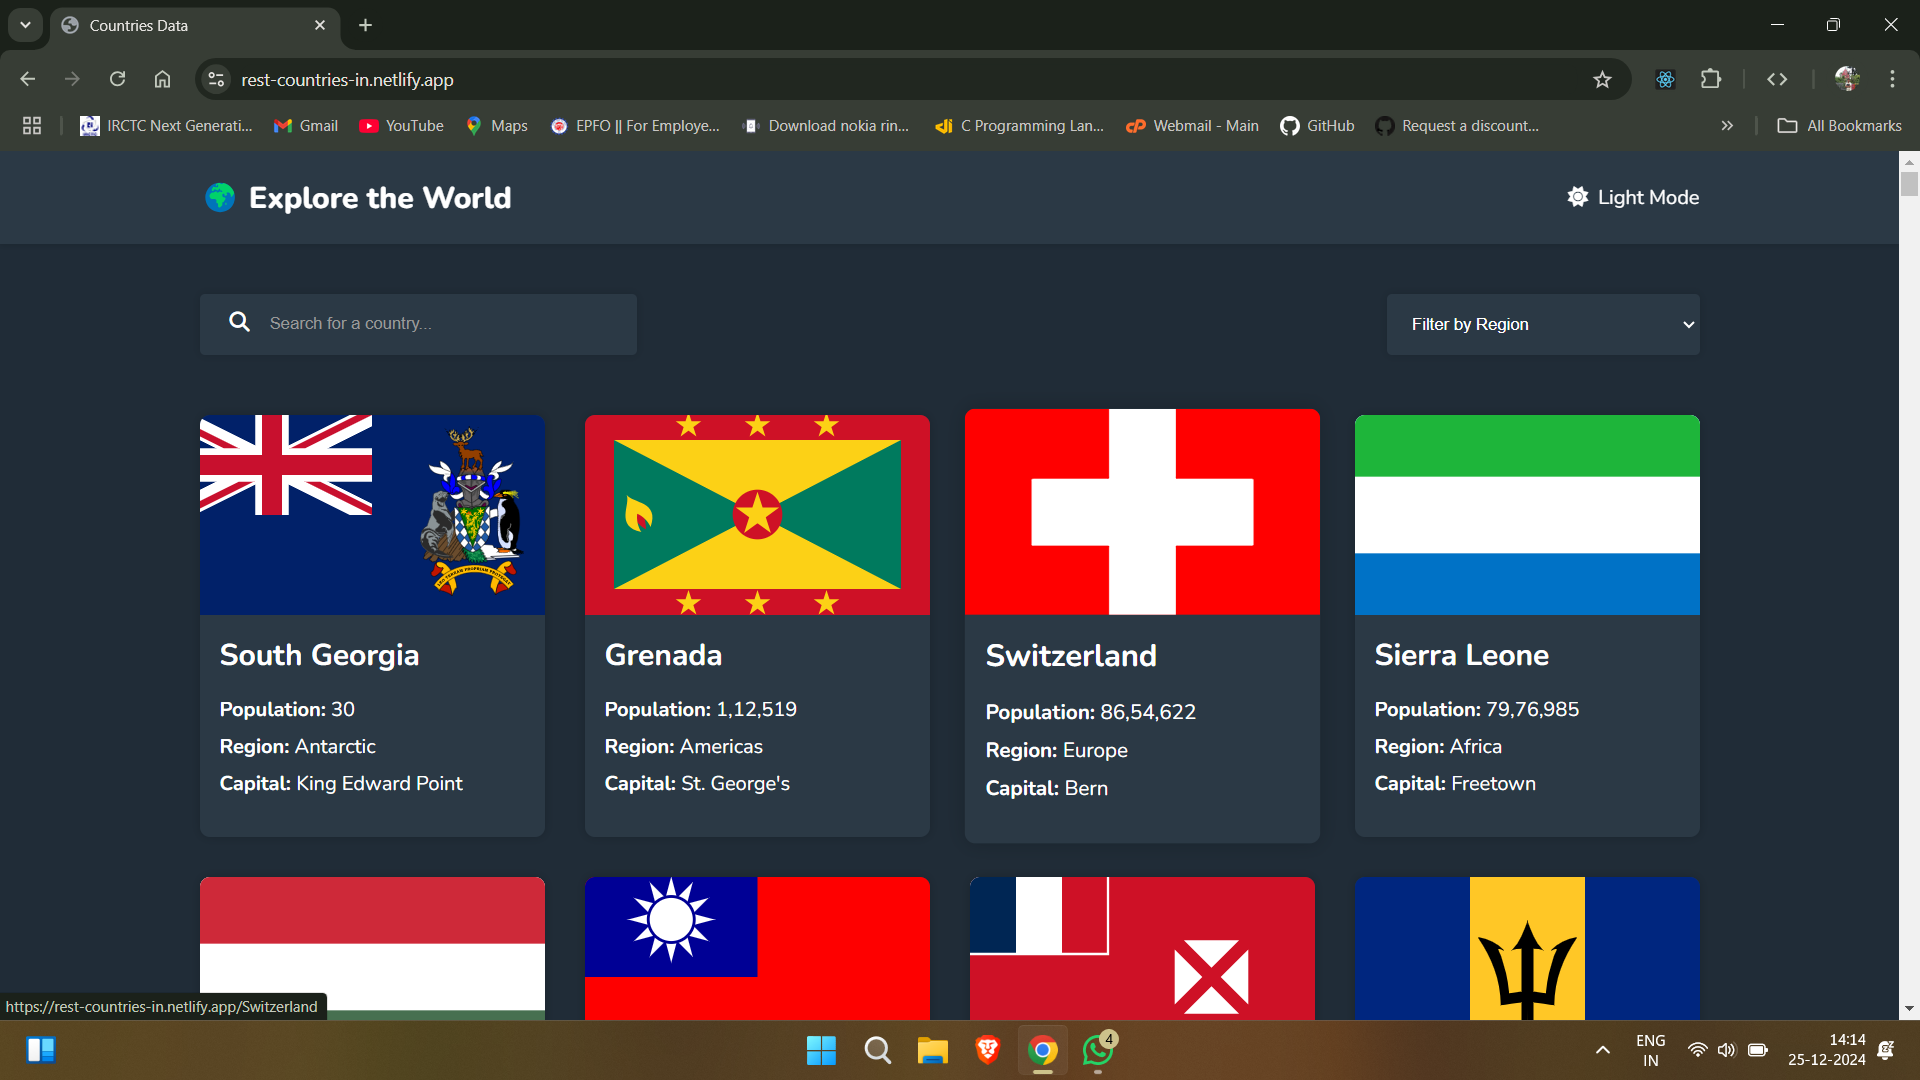 Countries Data
rest-countries-in.netlify.app
IRCTC Next Generati... Gmail YouTube Maps EPFO || For Employe... Download nokia rin... C Programming Lan... Webmail - Main GitHub Request a discount... All Bookmarks
Explore the World
Light Mode
Search for a country...
Filter by Region
South Georgia
Population: 30
Region: Antarctic
Capital: King Edward Point
Grenada
Population: 1,12,519
Region: Americas
Capital: St. George's
Switzerland
Population: 86,54,622
Region: Europe
Capital: Bern
Sierra Leone
Population: 79,76,985
Region: Africa
Capital: Freetown
https://rest-countries-in.netlify.app/Switzerland
4
ENG
IN
14:14
25-12-2024